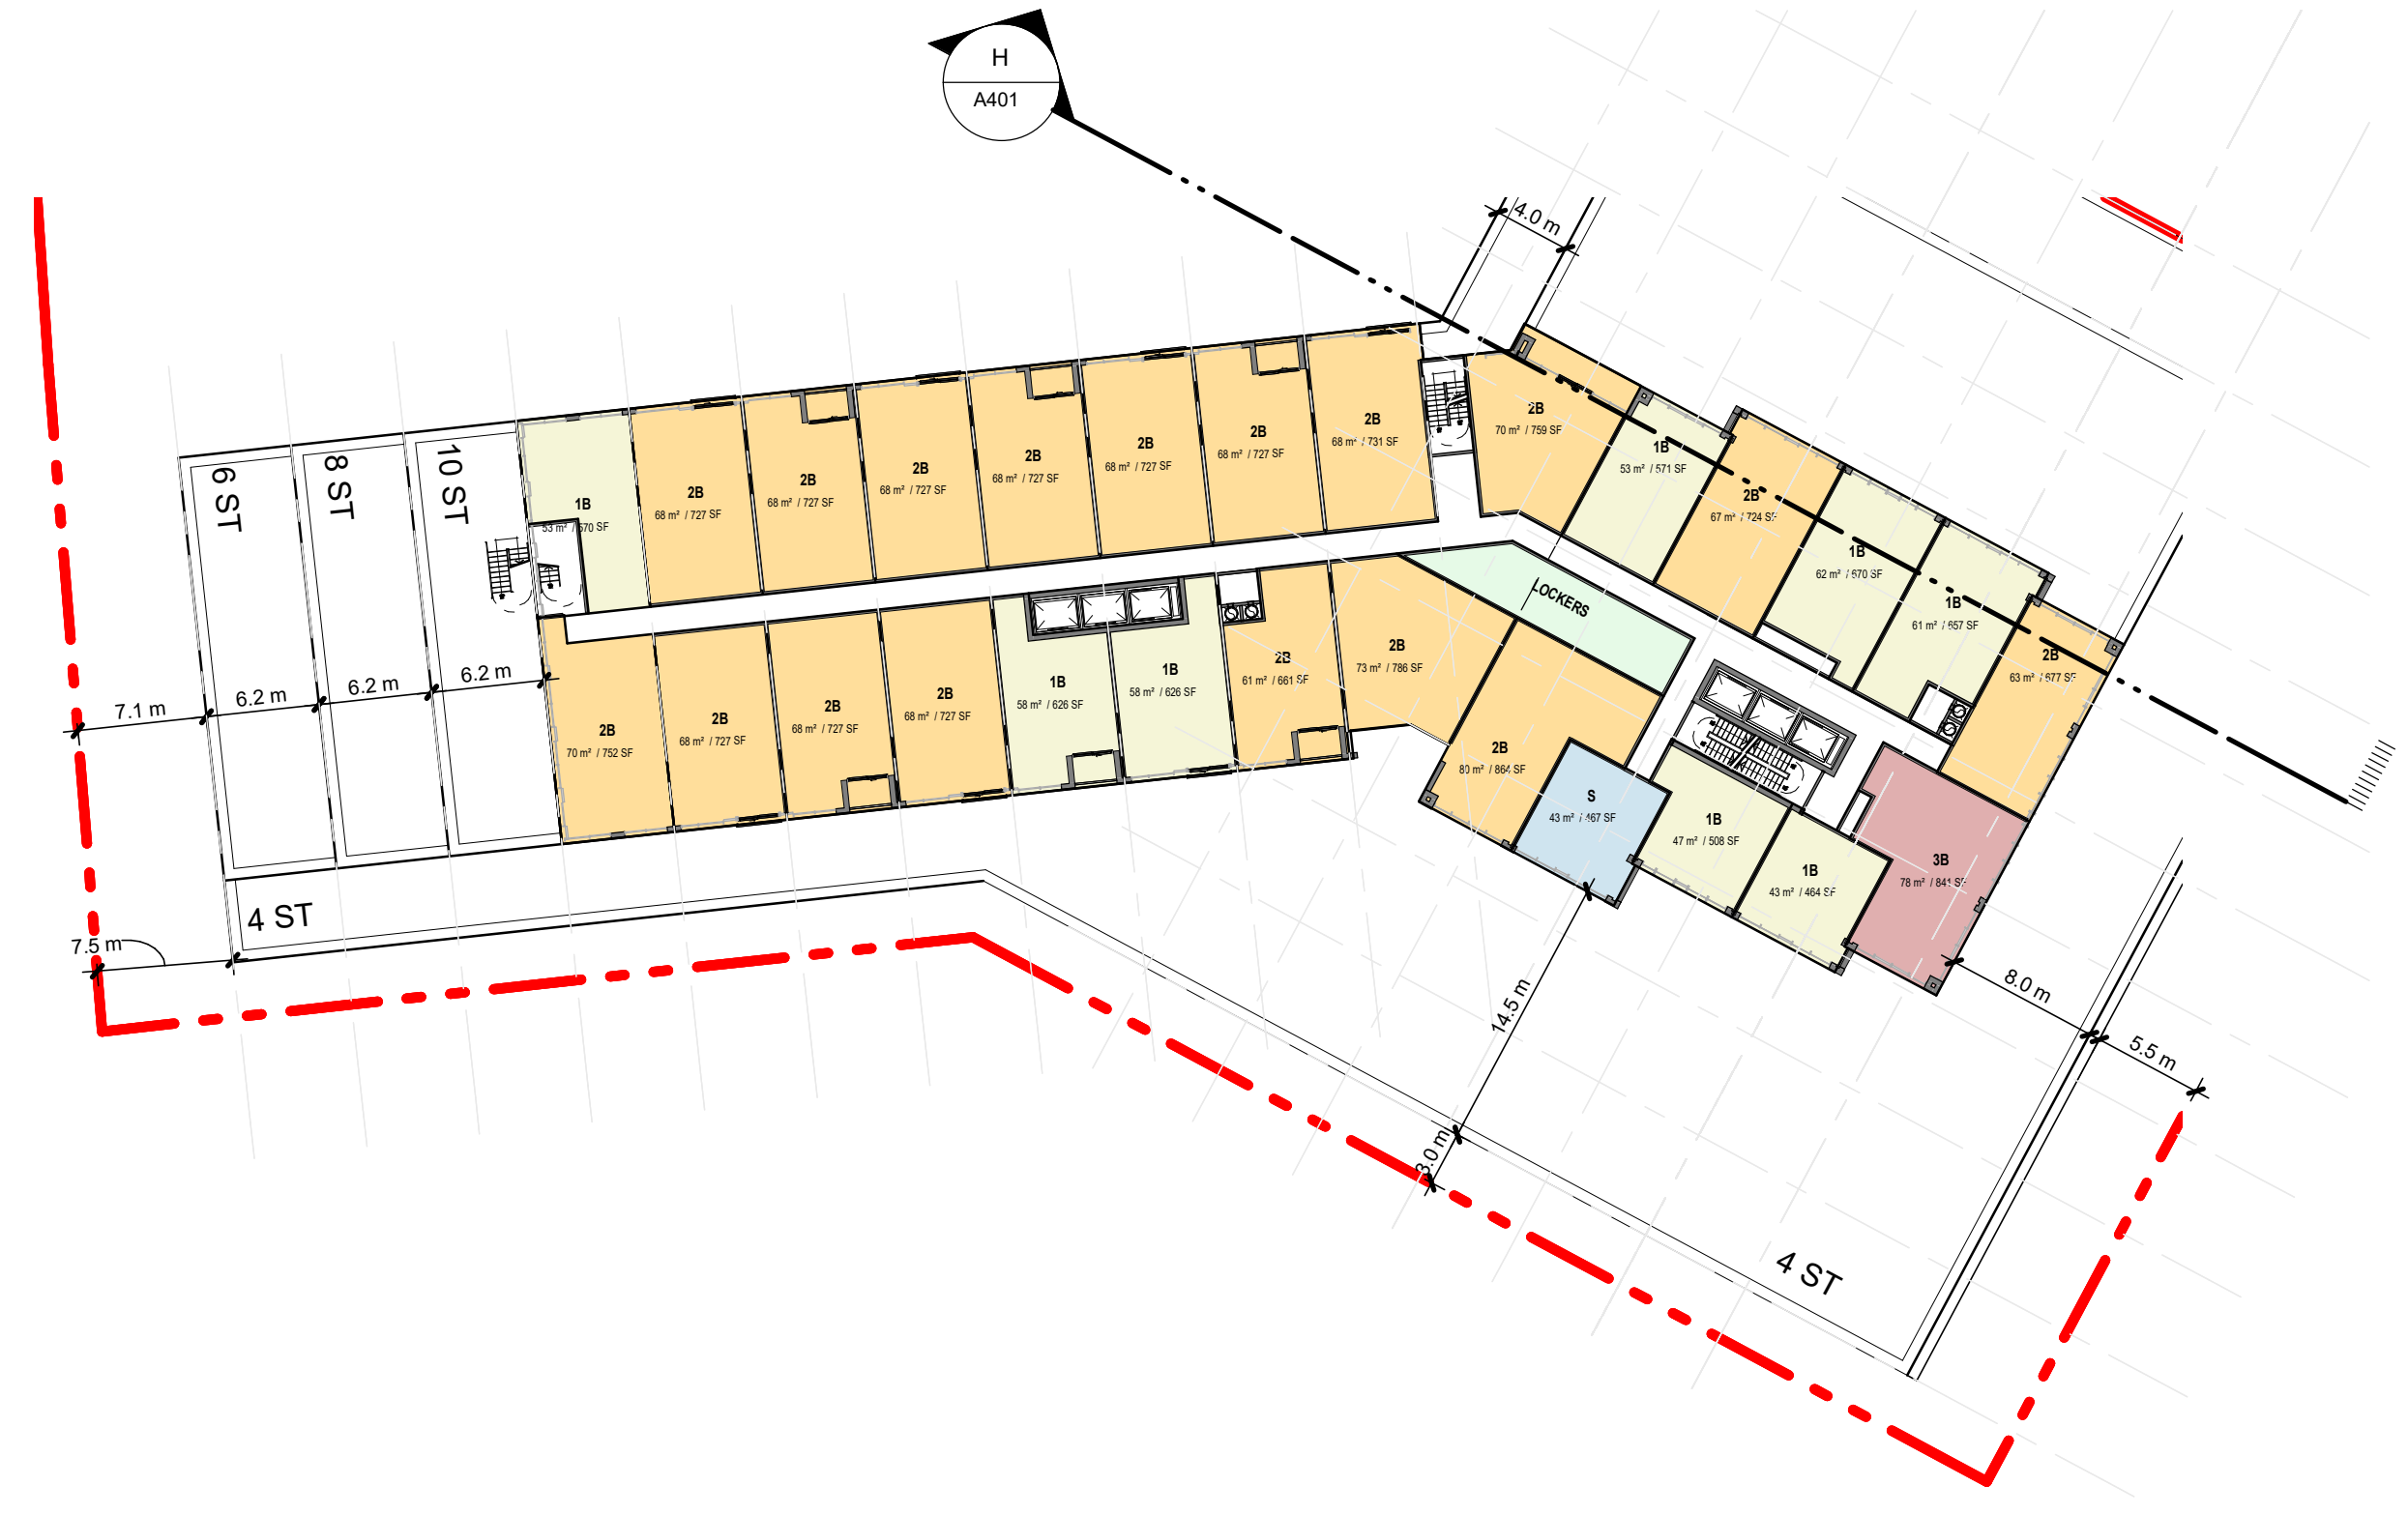 H
A401
4.0 m
6 ST
8 ST
10 ST
1B
53 m² / 570 SF
2B
68 m² / 727 SF
2B
68 m² / 727 SF
2B
68 m² / 727 SF
2B
68 m² / 727 SF
2B
68 m² / 727 SF
2B
68 m² / 727 SF
2B
68 m² / 731 SF
2B
70 m² / 759 SF
1B
53 m² / 571 SF
2B
67 m² / 724 SF
1B
62 m² / 670 SF
1B
61 m² / 657 SF
2B
63 m² / 677 SF
LOCKERS
7.1 m
6.2 m
6.2 m
6.2 m
2B
70 m² / 752 SF
2B
68 m² / 727 SF
2B
68 m² / 727 SF
2B
68 m² / 727 SF
1B
58 m² / 626 SF
1B
58 m² / 626 SF
2B
61 m² / 661 SF
2B
73 m² / 786 SF
2B
80 m² / 864 SF
S
43 m² / 467 SF
1B
47 m² / 508 SF
1B
43 m² / 464 SF
3B
78 m² / 841 SF
4 ST
7.5 m
14.5 m
8.0 m
5.5 m
3.0 m
4 ST